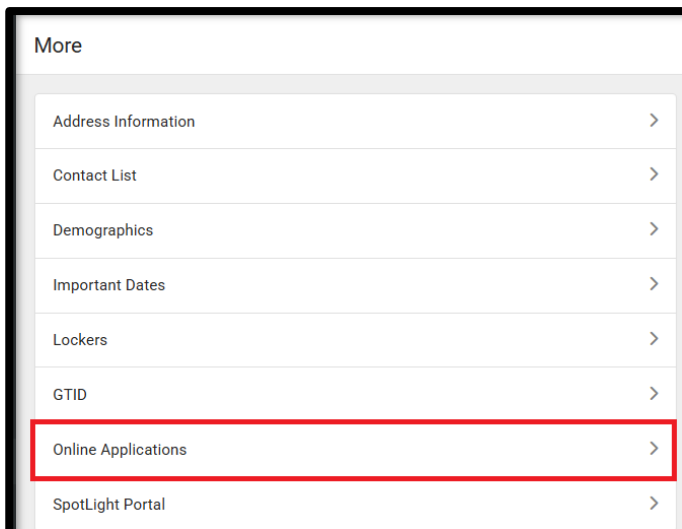 More
Address Information
Contact List
Demographics
Important Dates
Lockers
GTID
Online Applications
SpotLight Portal